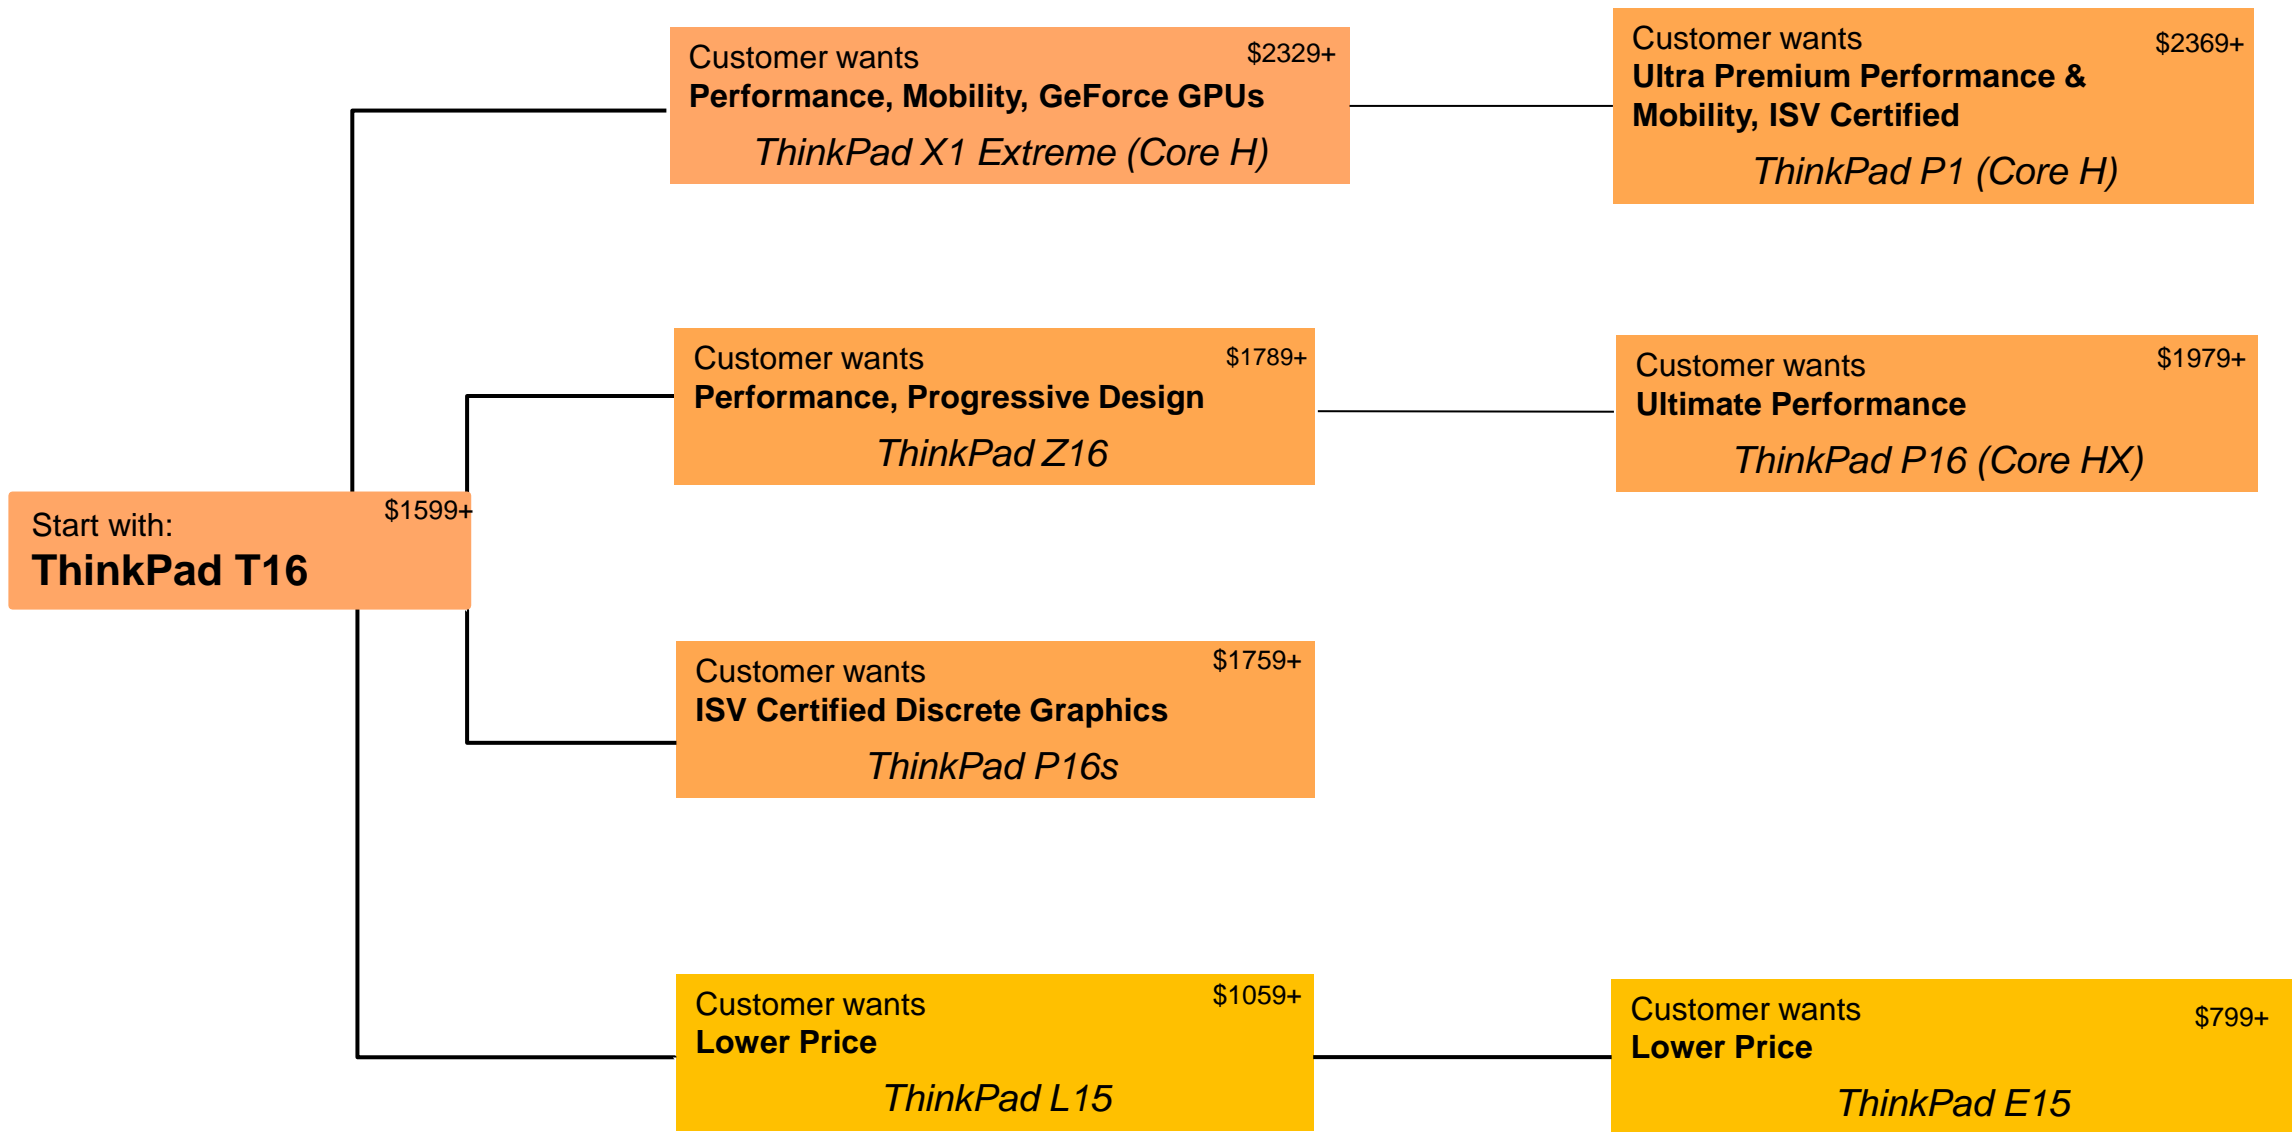 Customer wants
$2329+
Performance, Mobility, GeForce GPUs
ThinkPad X1 Extreme (Core H)
Customer wants
$2369+
Ultra Premium Performance &
Mobility, ISV Certified
ThinkPad P1 (Core H)
Customer wants
$1789+
Performance, Progressive Design
ThinkPad Z16
Customer wants
$1979+
Ultimate Performance
ThinkPad P16 (Core HX)
Start with:
$1599+
ThinkPad T16
Customer wants
$1759+
ISV Certified Discrete Graphics
ThinkPad P16s
Customer wants
$1059+
Lower Price
ThinkPad L15
Customer wants
$799+
Lower Price
ThinkPad E15